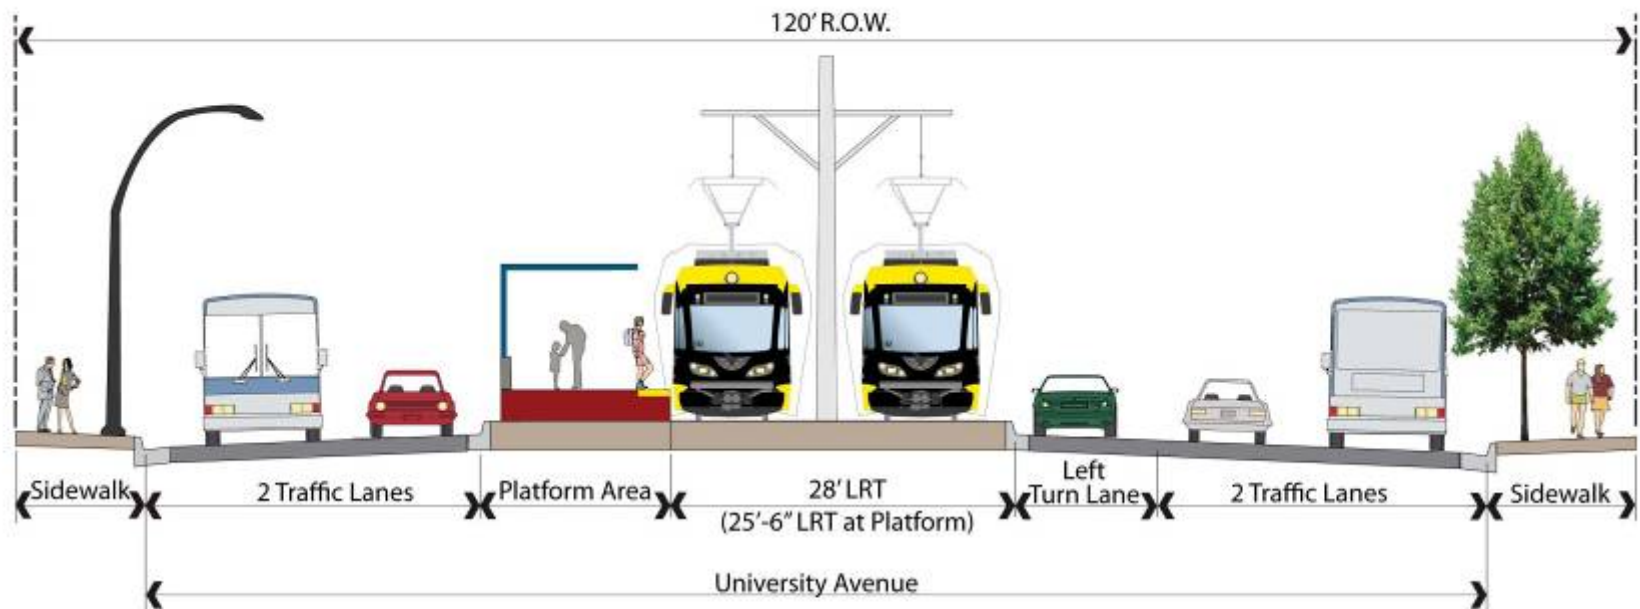 120' R.O.W.
Sidewalk
2 Traffic Lanes
Platform Area
28' LRT
(25'-6" LRT at Platform)
Left
Turn Lane
2 Traffic Lanes
Sidewalk
University Avenue